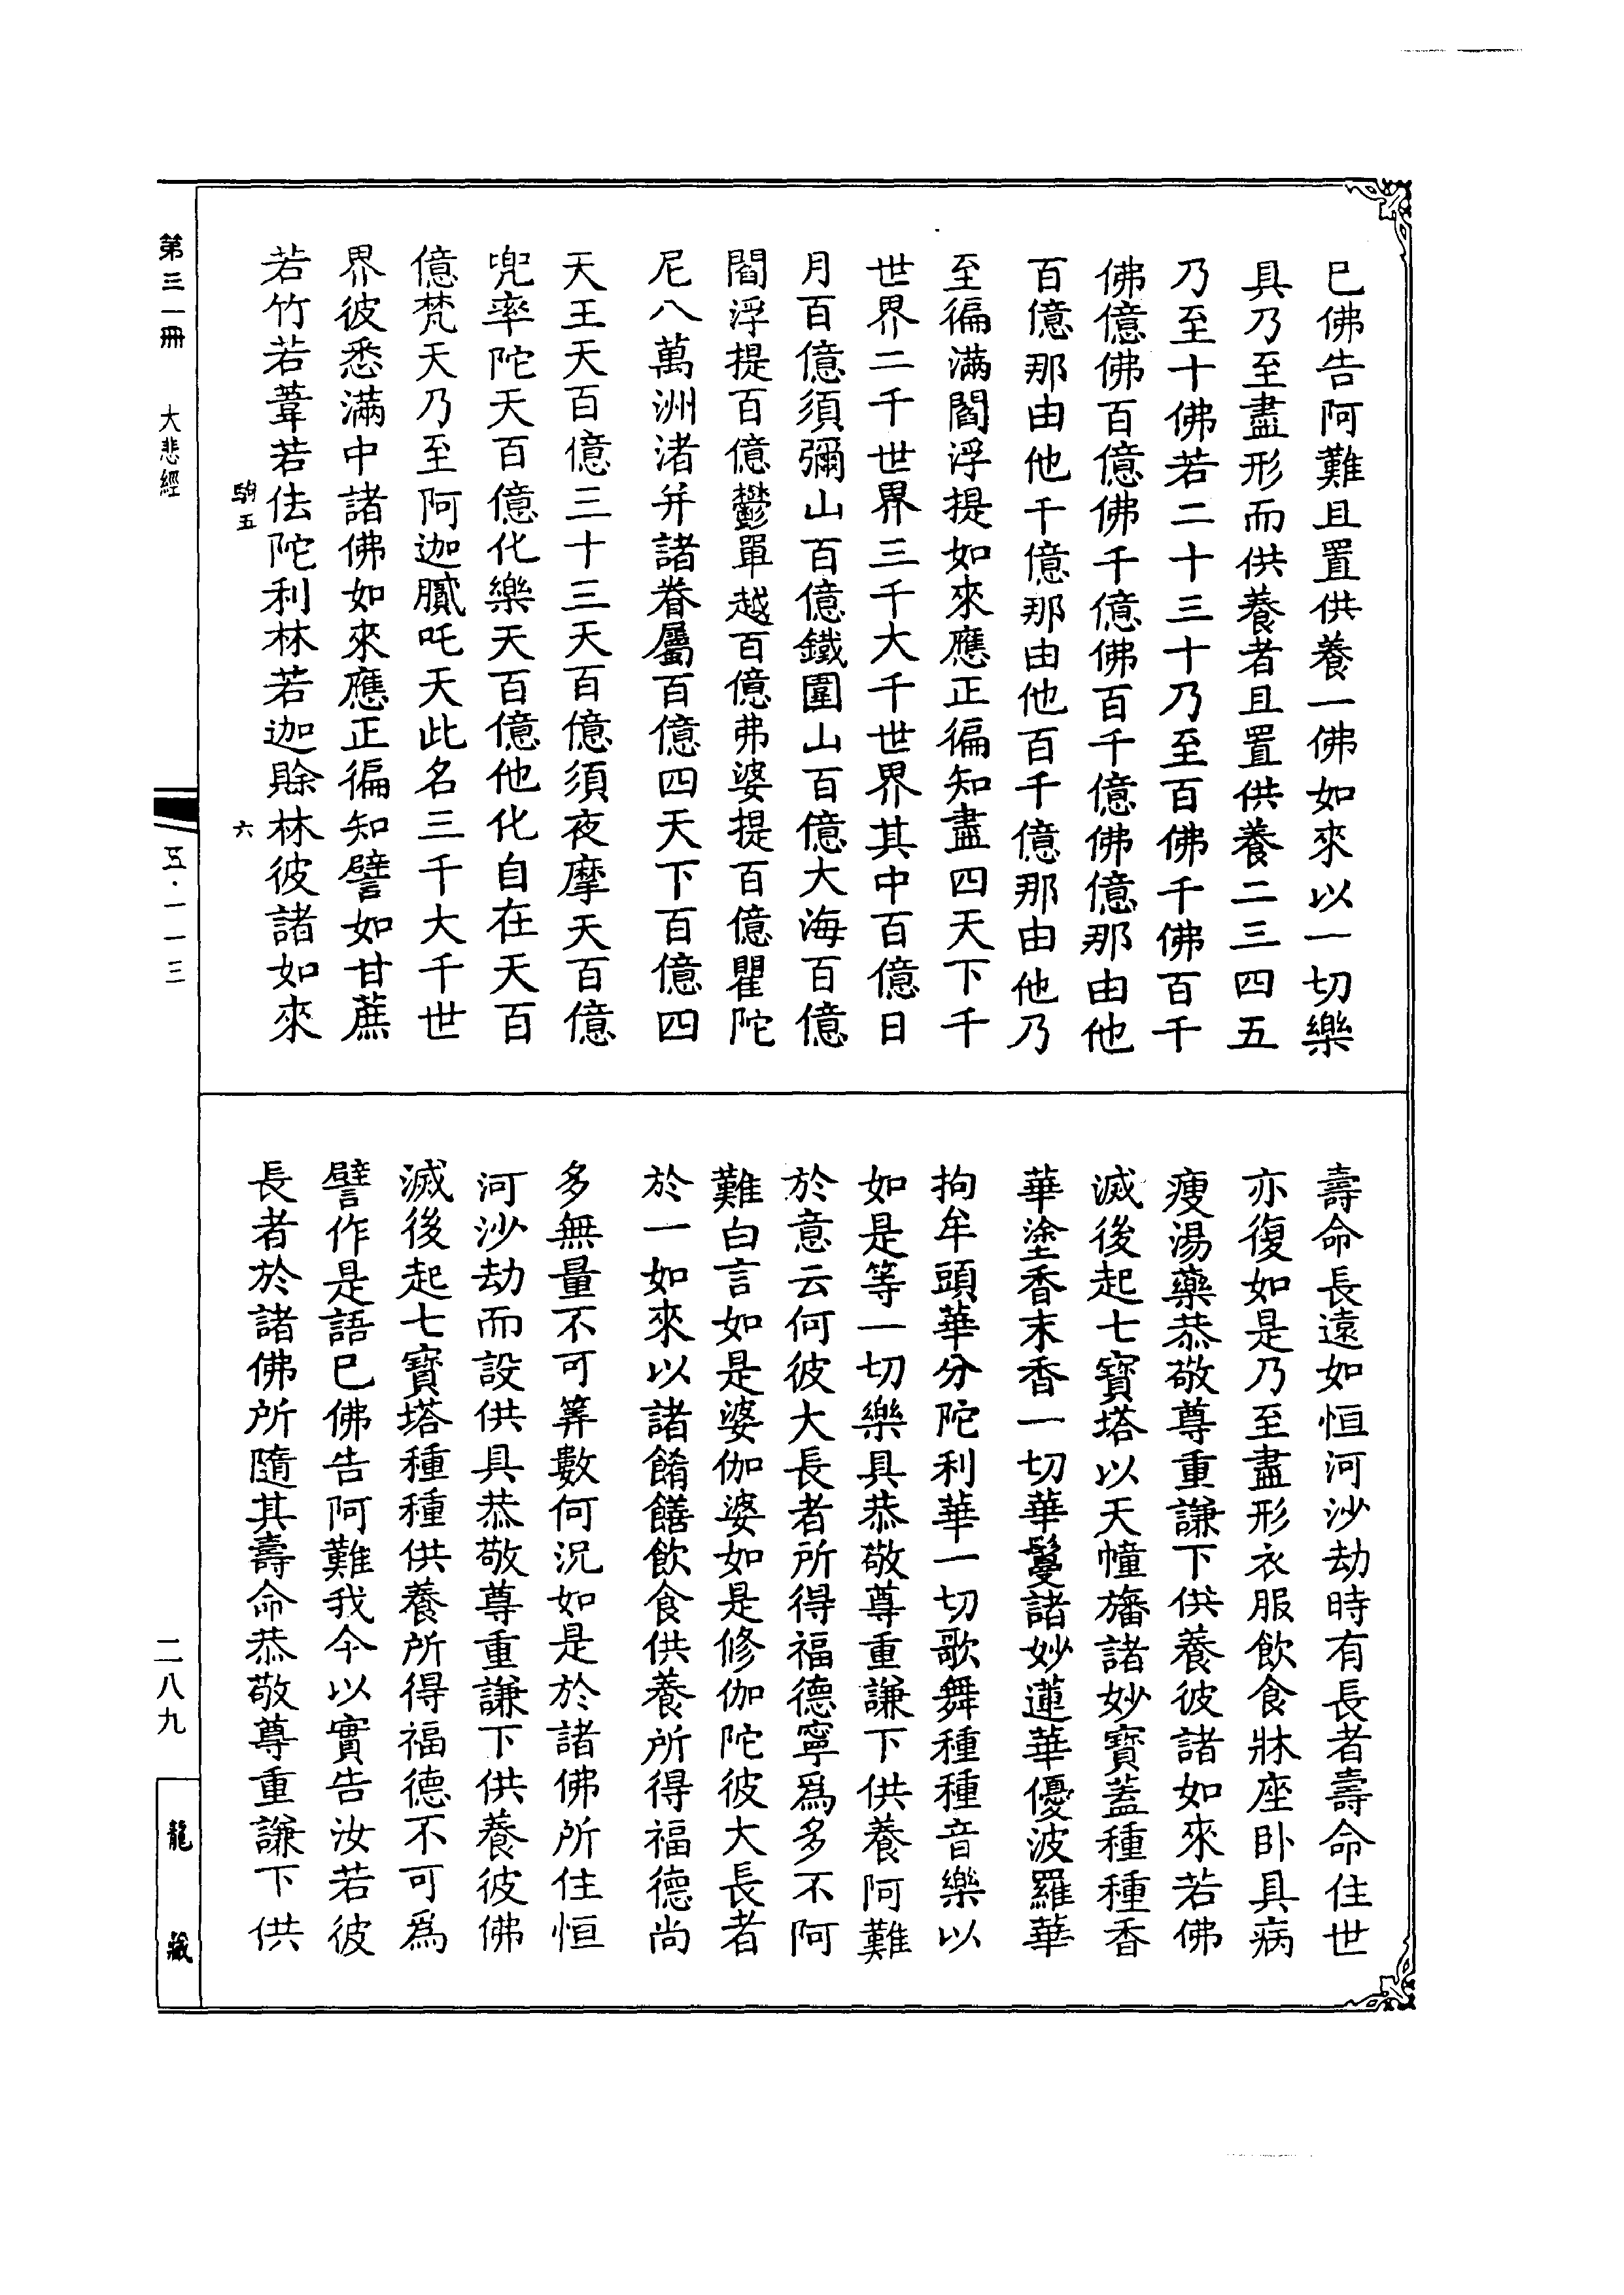 巳佛告阿難且置供養一佛如來以一切樂
具乃至盡形而供養者且置供養二三四五
乃至十佛若二十三十乃至百佛千佛百千
佛億佛百億佛千億佛百千億佛億那由他
百億那由他千億那由他百千億那由他乃
至徧滿閻浮提如來應正徧知盡四天下千
世界二千世界三千大千世界其中百億日
月百億須彌山百億鐵圍山百億大海百億
閻浮提百億鬱單越百億弗婆提百億瞿陀
尼八萬洲渚并諸眷屬百億四天下百億四
天王天百億三十三天百億須夜摩天百億
兜率陀天百億化樂天百億他化自在天百
億梵天乃至阿迦膩吒天此名三千大千世
界彼悉滿中諸佛如來應正徧知譬如甘蔗
若竹若葦若佉陀利林若迦賒林彼諸如來
壽命長遠如恒河沙劫時有長者壽命住世
亦復如是乃至盡形衣服飲食牀座臥具病
瘦湯藥恭敬尊重謙下供養彼諸如來若佛
滅後起七寶塔以天幢旛諸妙寶蓋種種香
華塗香末香一切華鬘諸妙蓮華優波羅華
拘牟頭華分陀利華一切歌舞種種音樂以
如是等一切樂具恭敬尊重謙下供養阿難
於意云何彼大長者所得福德寧爲多不阿
難白言如是婆伽婆如是修伽陀彼大長者
於一如來以諸餚饍飲食供養所得福德尚
多無量不可筭數何況如是於諸佛所住恒
河沙劫而設供具恭敬尊重謙下供養彼佛
滅後起七寶塔種種供養所得福德不可爲
譬作是語巳佛告阿難我今以實告汝若彼
長者於諸佛所隨其壽命恭敬尊重謙下供
五
六
第三一冊 大悲經
五·一一三
二八九
龍藏